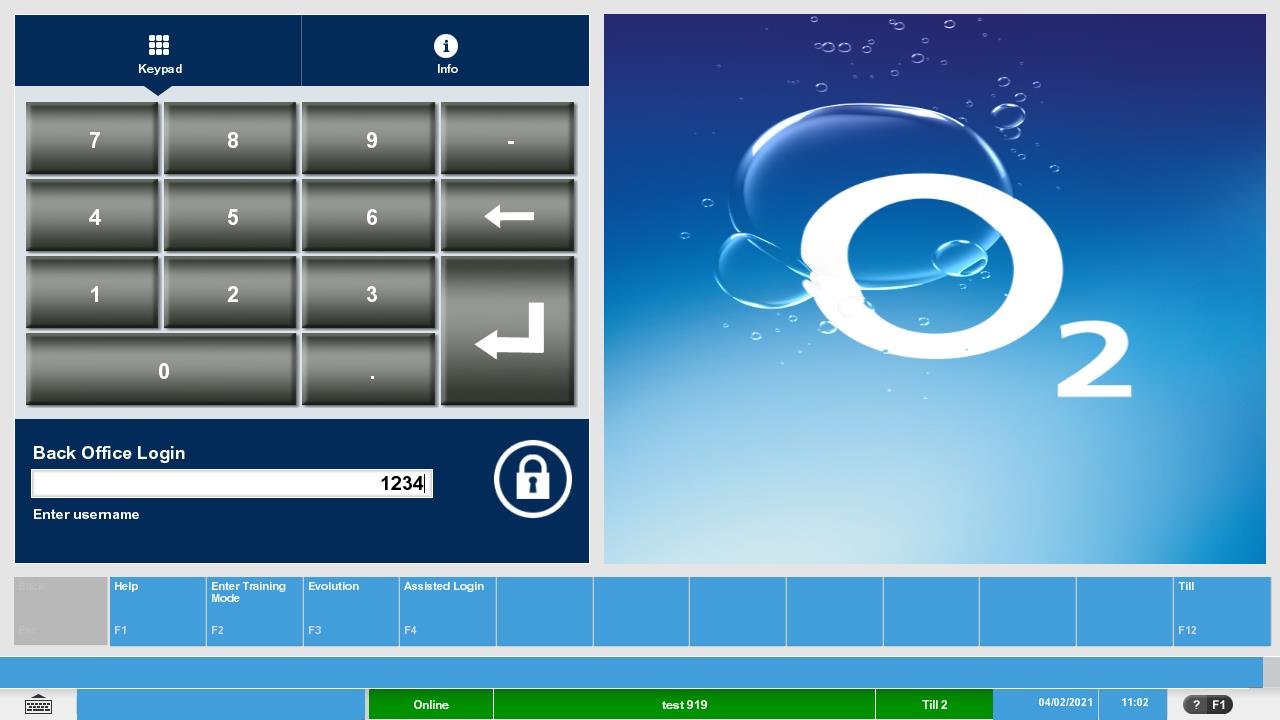 Keypad
Info
7
8
9
-
4
5
6
1
2
3
0
.
Back Office Login
1234
Enter username
O2
Back
Help
Enter Training
Mode
Evolution
Assisted Login
Till
Esc
F1
F2
F3
F4
F12
Online
test 919
Till 2
04/02/2021
11:02
? F1